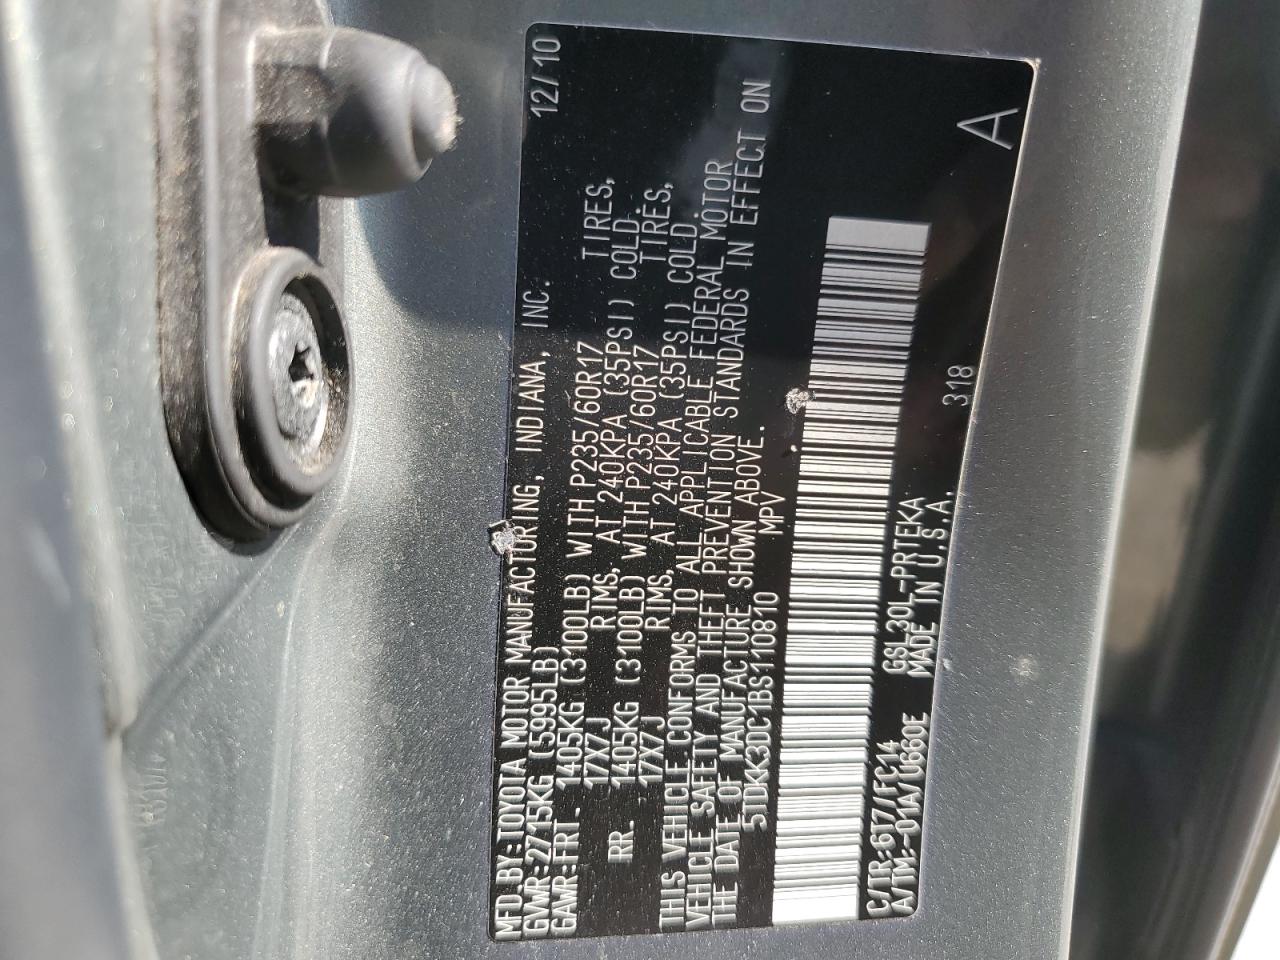 MFD.BY:TOYOTA MOTOR MANUFACTURING, INDIANA, INC. 12/10
GVWR:2715KG (5995LB)
GAWR:FRT. 1405KG (3100LB) WITH P235/60R17 TIRES,
17X7J RIMS, AT 240KPA (35PSI) COLD.
RR. 1405KG (3100LB) WITH P235/60R17 TIRES,
17X7J RIMS, AT 240KPA (35PSI) COLD.
THIS VEHICLE CONFORMS TO ALL APPLICABLE FEDERAL MOTOR
VEHICLE SAFETY AND THEFT PREVENTION STANDARDS IN EFFECT ON
THE DATE OF MANUFACTURE SHOWN ABOVE.
5TDKK3DC1BS110810 MPV
C/TR:6T7/FC14 GSL30L-PRTEKA
A/TM:-01A/U660E MADE IN U.S.A. 318 A